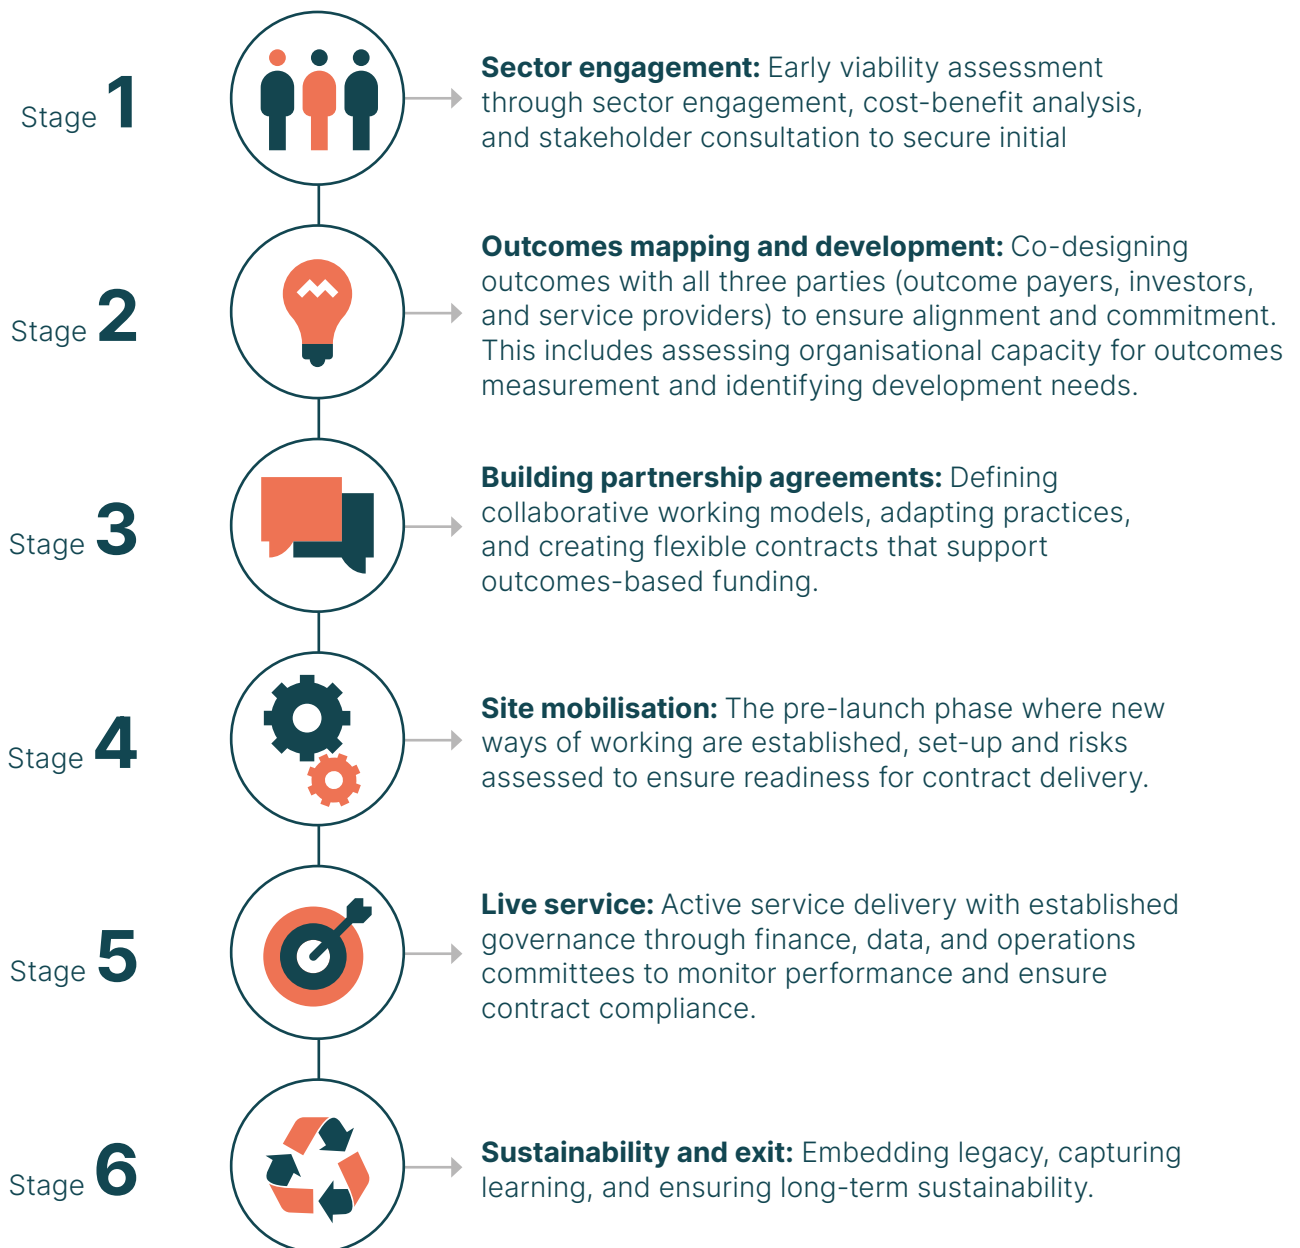 Stage 1
Sector engagement: Early viability assessment
through sector engagement, cost-benefit analysis,
and stakeholder consultation to secure initial
Stage 2
Outcomes mapping and development: Co-designing
outcomes with all three parties (outcome payers, investors,
and service providers) to ensure alignment and commitment.
This includes assessing organisational capacity for outcomes
measurement and identifying development needs.
Stage 3
Building partnership agreements: Defining
collaborative working models, adapting practices,
and creating flexible contracts that support
outcomes-based funding.
Stage 4
Site mobilisation: The pre-launch phase where new
ways of working are established, set-up and risks
assessed to ensure readiness for contract delivery.
Stage 5
Live service: Active service delivery with established
governance through finance, data, and operations
committees to monitor performance and ensure
contract compliance.
Stage 6
Sustainability and exit: Embedding legacy, capturing
learning, and ensuring long-term sustainability.